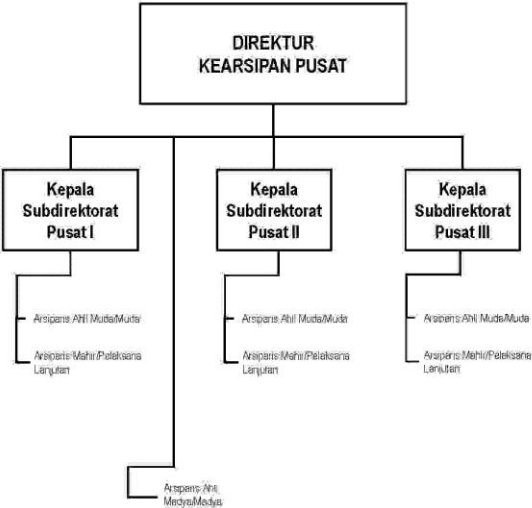 DIREKTUR
KEARSIPAN PUSAT
Kepala
Subdirektorat
Pusat I
Kepala
Subdirektorat
Pusat II
Kepala
Subdirektorat
Pusat III
Arsiparis Ahli Muda/Muda
Arsiparis Mahir/Pelaksana
Lanjutan
Arsiparis Ahli Muda/Muda
Arsiparis Mahir/Pelaksana
Lanjutan
Arsiparis Ahli Muda/Muda
Arsiparis Mahir/Pelaksana
Lanjutan
Arsiparis Ahli
Madya/Madya